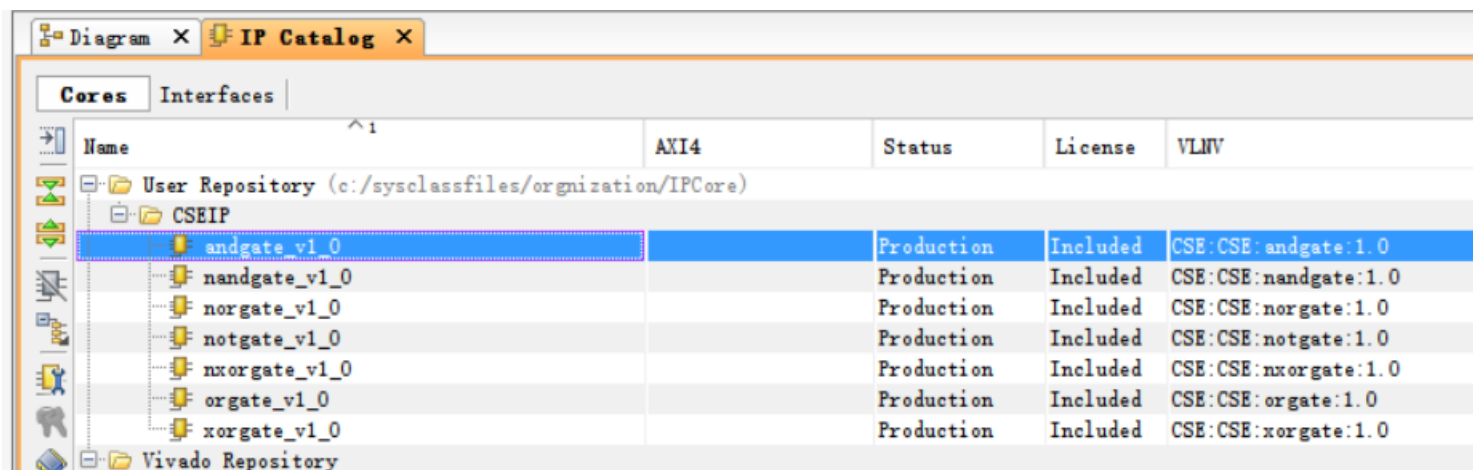 Diagram × IP Catalog ×
Cores Interfaces
Name 1 AXI4 Status License VLNV
User Repository (c:/sysclassfiles/orgnization/IPCore)
CSEIP
andgate_v1_0 Production Included CSE:CSE:andgate:1.0
nandgate_v1_0 Production Included CSE:CSE:nandgate:1.0
norgate_v1_0 Production Included CSE:CSE:norgate:1.0
notgate_v1_0 Production Included CSE:CSE:notgate:1.0
nxorgate_v1_0 Production Included CSE:CSE:nxorgate:1.0
orgate_v1_0 Production Included CSE:CSE:orgate:1.0
xorgate_v1_0 Production Included CSE:CSE:xorgate:1.0
Vivado Repository